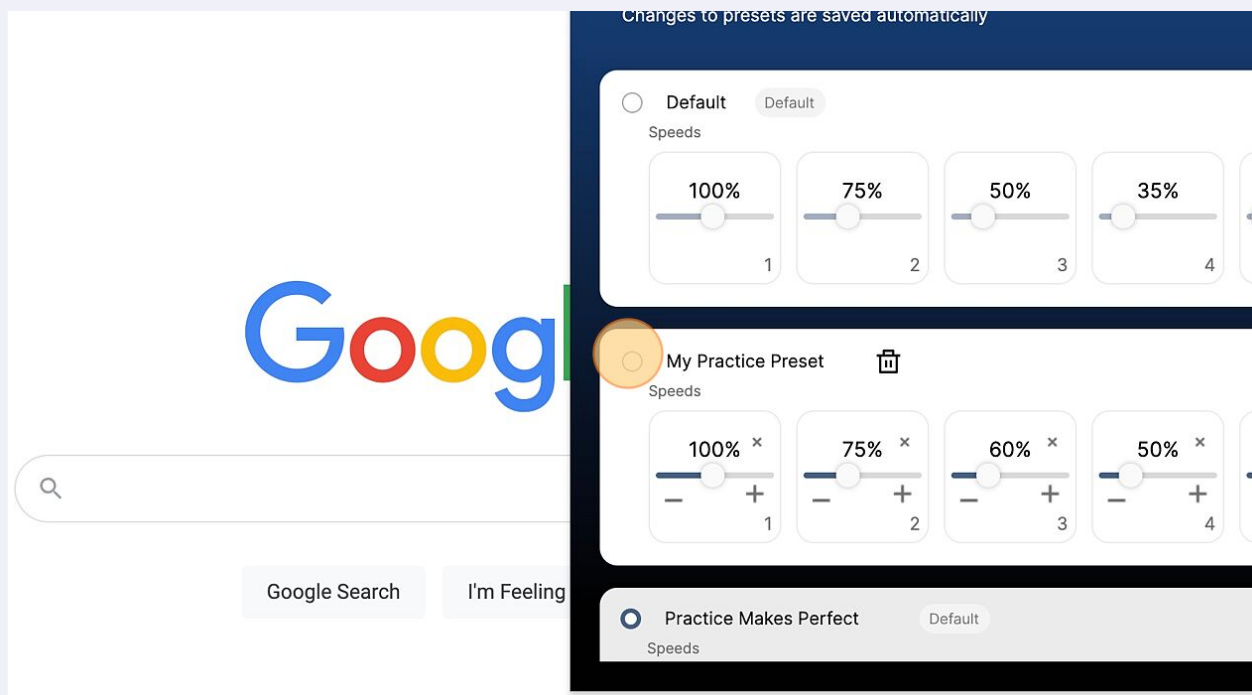 Changes to presets are saved automatically
Default Default
Speeds
100% 75% 50% 35%
1 2 3 4
Googl
My Practice Preset
Speeds
100% × 75% × 60% × 50% ×
− + − + − + − +
1 2 3 4
Google Search I'm Feeling
Practice Makes Perfect Default
Speeds